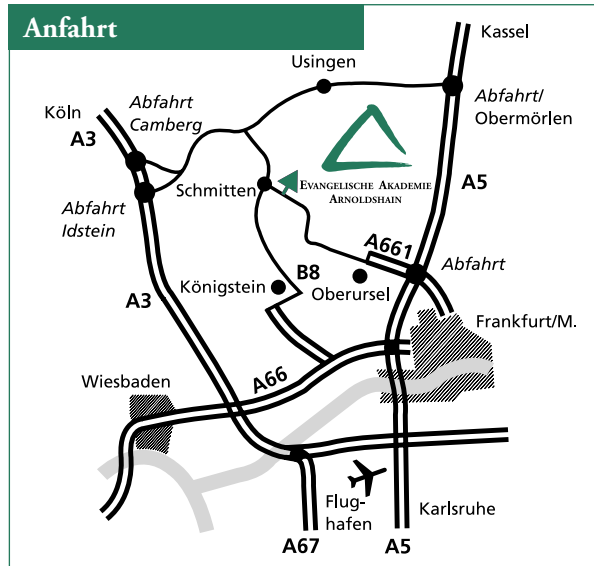 Anfahrt
Kassel
Usingen
Abfahrt
Camberg
Köln
A3
Abfahrt/
Obermörlen
A5
Schmitten
EVANGELISCHE AKADEMIE
ARNOLDSHAIN
Abfahrt
Idstein
A661
Abfahrt
B8
Königstein
Oberursel
A3
Frankfurt/M.
A66
Wiesbaden
Flug-
hafen
Karlsruhe
A67
A5